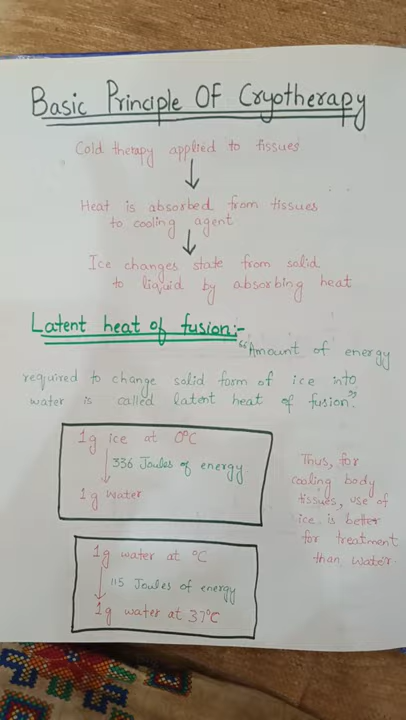 Basic Principle Of Cryotherapy
Cold therapy applied to tissues
Heat is absorbed from tissues
to cooling agent
Ice changes state from solid
to liquid by absorbing heat
Latent heat of fusion:-
"Amount of energy
required to change solid form of ice into
water is called latent heat of fusion."
1g ice at 0°C
336 Joules of energy
1g water
Thus, for
cooling body
tissues, use of
ice is better
for treatment
than water.
1g water at °C
115 Joules of energy
1g water at 37°C